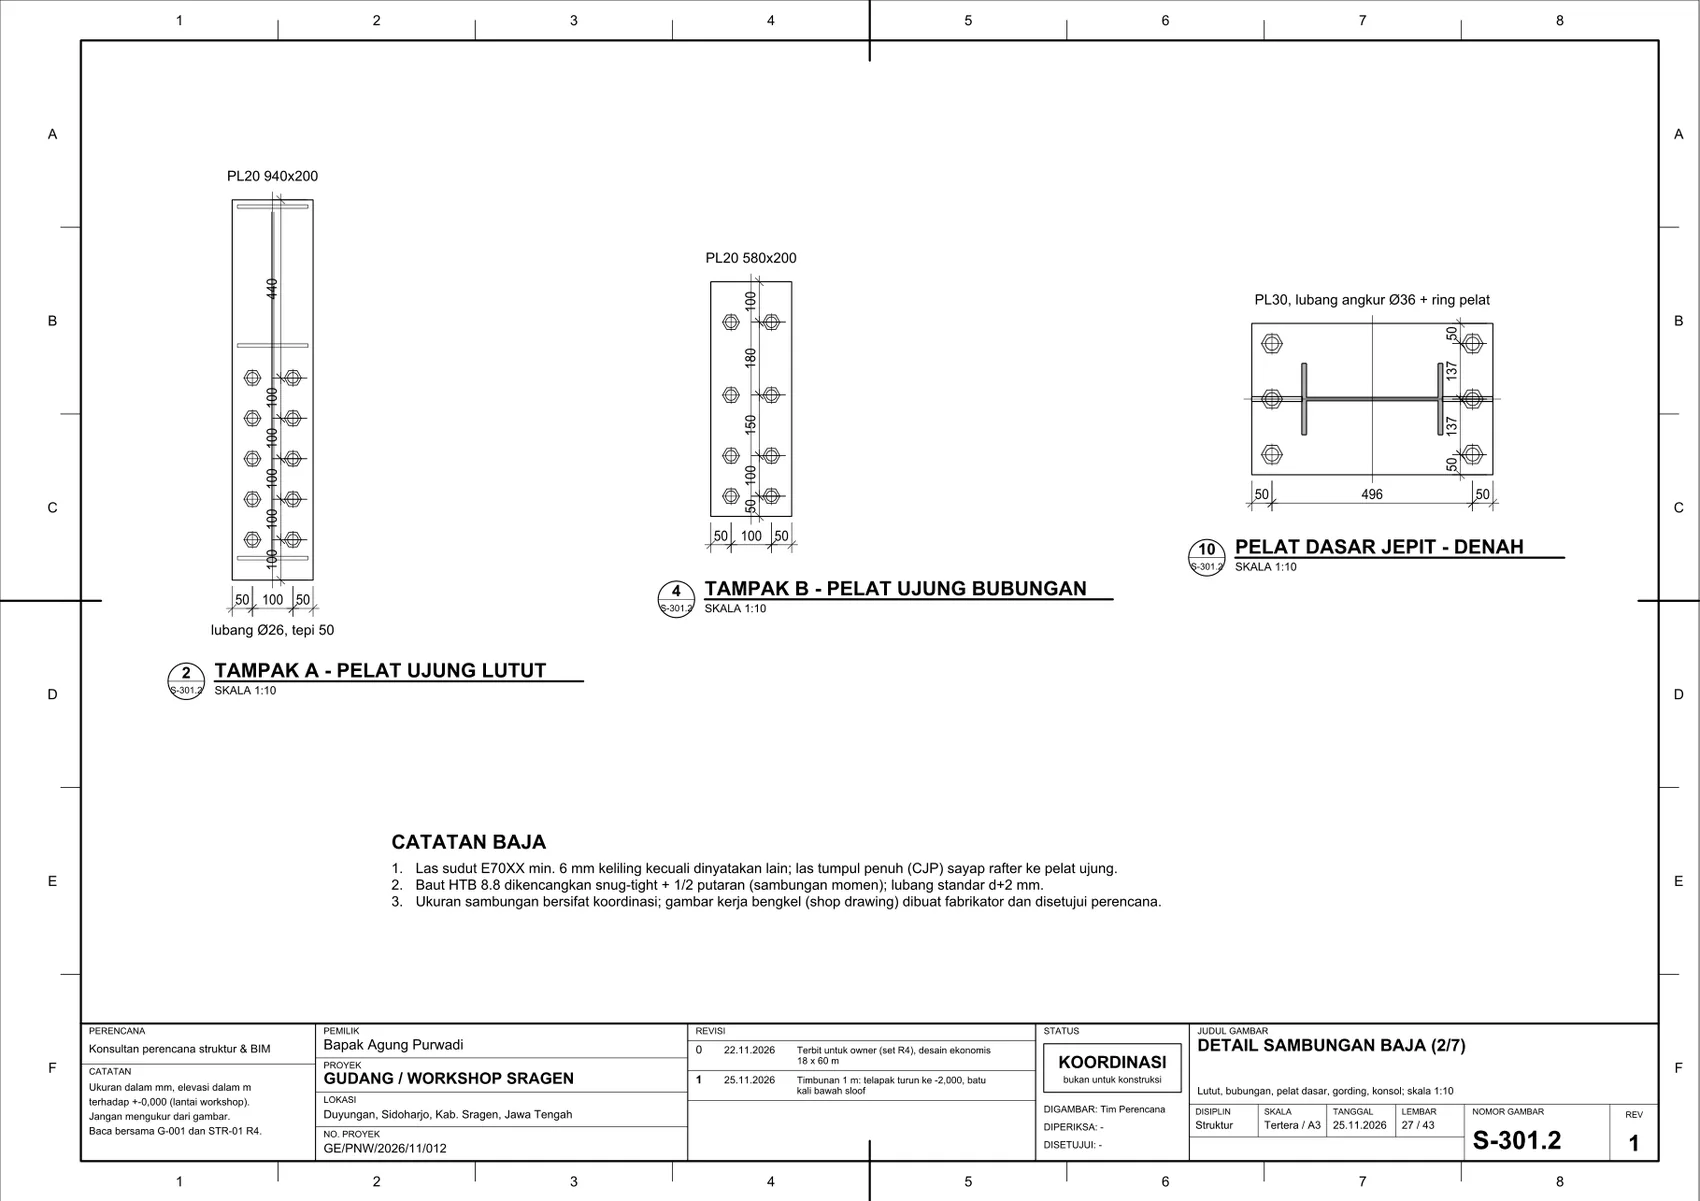 1 2 3 4 5 6 7 8
A A
B B
C C
D D
E E
F F
PL20 940x200
440
100
100
100
100
100
50 100 50
lubang Ø26, tepi 50
2
S-301.2
TAMPAK A - PELAT UJUNG LUTUT
SKALA 1:10
PL20 580x200
100
180
150
100
50
50 100 50
4
S-301.2
TAMPAK B - PELAT UJUNG BUBUNGAN
SKALA 1:10
PL30, lubang angkur Ø36 + ring pelat
50
137
137
50
50 496 50
10
S-301.2
PELAT DASAR JEPIT - DENAH
SKALA 1:10
CATATAN BAJA
1. Las sudut E70XX min. 6 mm keliling kecuali dinyatakan lain; las tumpul penuh (CJP) sayap rafter ke pelat ujung.
2. Baut HTB 8.8 dikencangkan snug-tight + 1/2 putaran (sambungan momen); lubang standar d+2 mm.
3. Ukuran sambungan bersifat koordinasi; gambar kerja bengkel (shop drawing) dibuat fabrikator dan disetujui perencana.
PERENCANA
Konsultan perencana struktur & BIM
CATATAN
Ukuran dalam mm, elevasi dalam m
terhadap +-0,000 (lantai workshop).
Jangan mengukur dari gambar.
Baca bersama G-001 dan STR-01 R4.
PEMILIK
Bapak Agung Purwadi
PROYEK
GUDANG / WORKSHOP SRAGEN
LOKASI
Duyungan, Sidoharjo, Kab. Sragen, Jawa Tengah
NO. PROYEK
GE/PNW/2026/11/012
REVISI
0 22.11.2026 Terbit untuk owner (set R4), desain ekonomis
18 x 60 m
1 25.11.2026 Timbunan 1 m: telapak turun ke -2,000, batu
kali bawah sloof
STATUS
KOORDINASI
bukan untuk konstruksi
DIGAMBAR: Tim Perencana
DIPERIKSA: -
DISETUJUI: -
JUDUL GAMBAR
DETAIL SAMBUNGAN BAJA (2/7)
Lutut, bubungan, pelat dasar, gording, konsol; skala 1:10
DISIPLIN SKALA TANGGAL LEMBAR NOMOR GAMBAR REV
Struktur Tertera / A3 25.11.2026 27 / 43 S-301.2 1
1 2 3 4 5 6 7 8